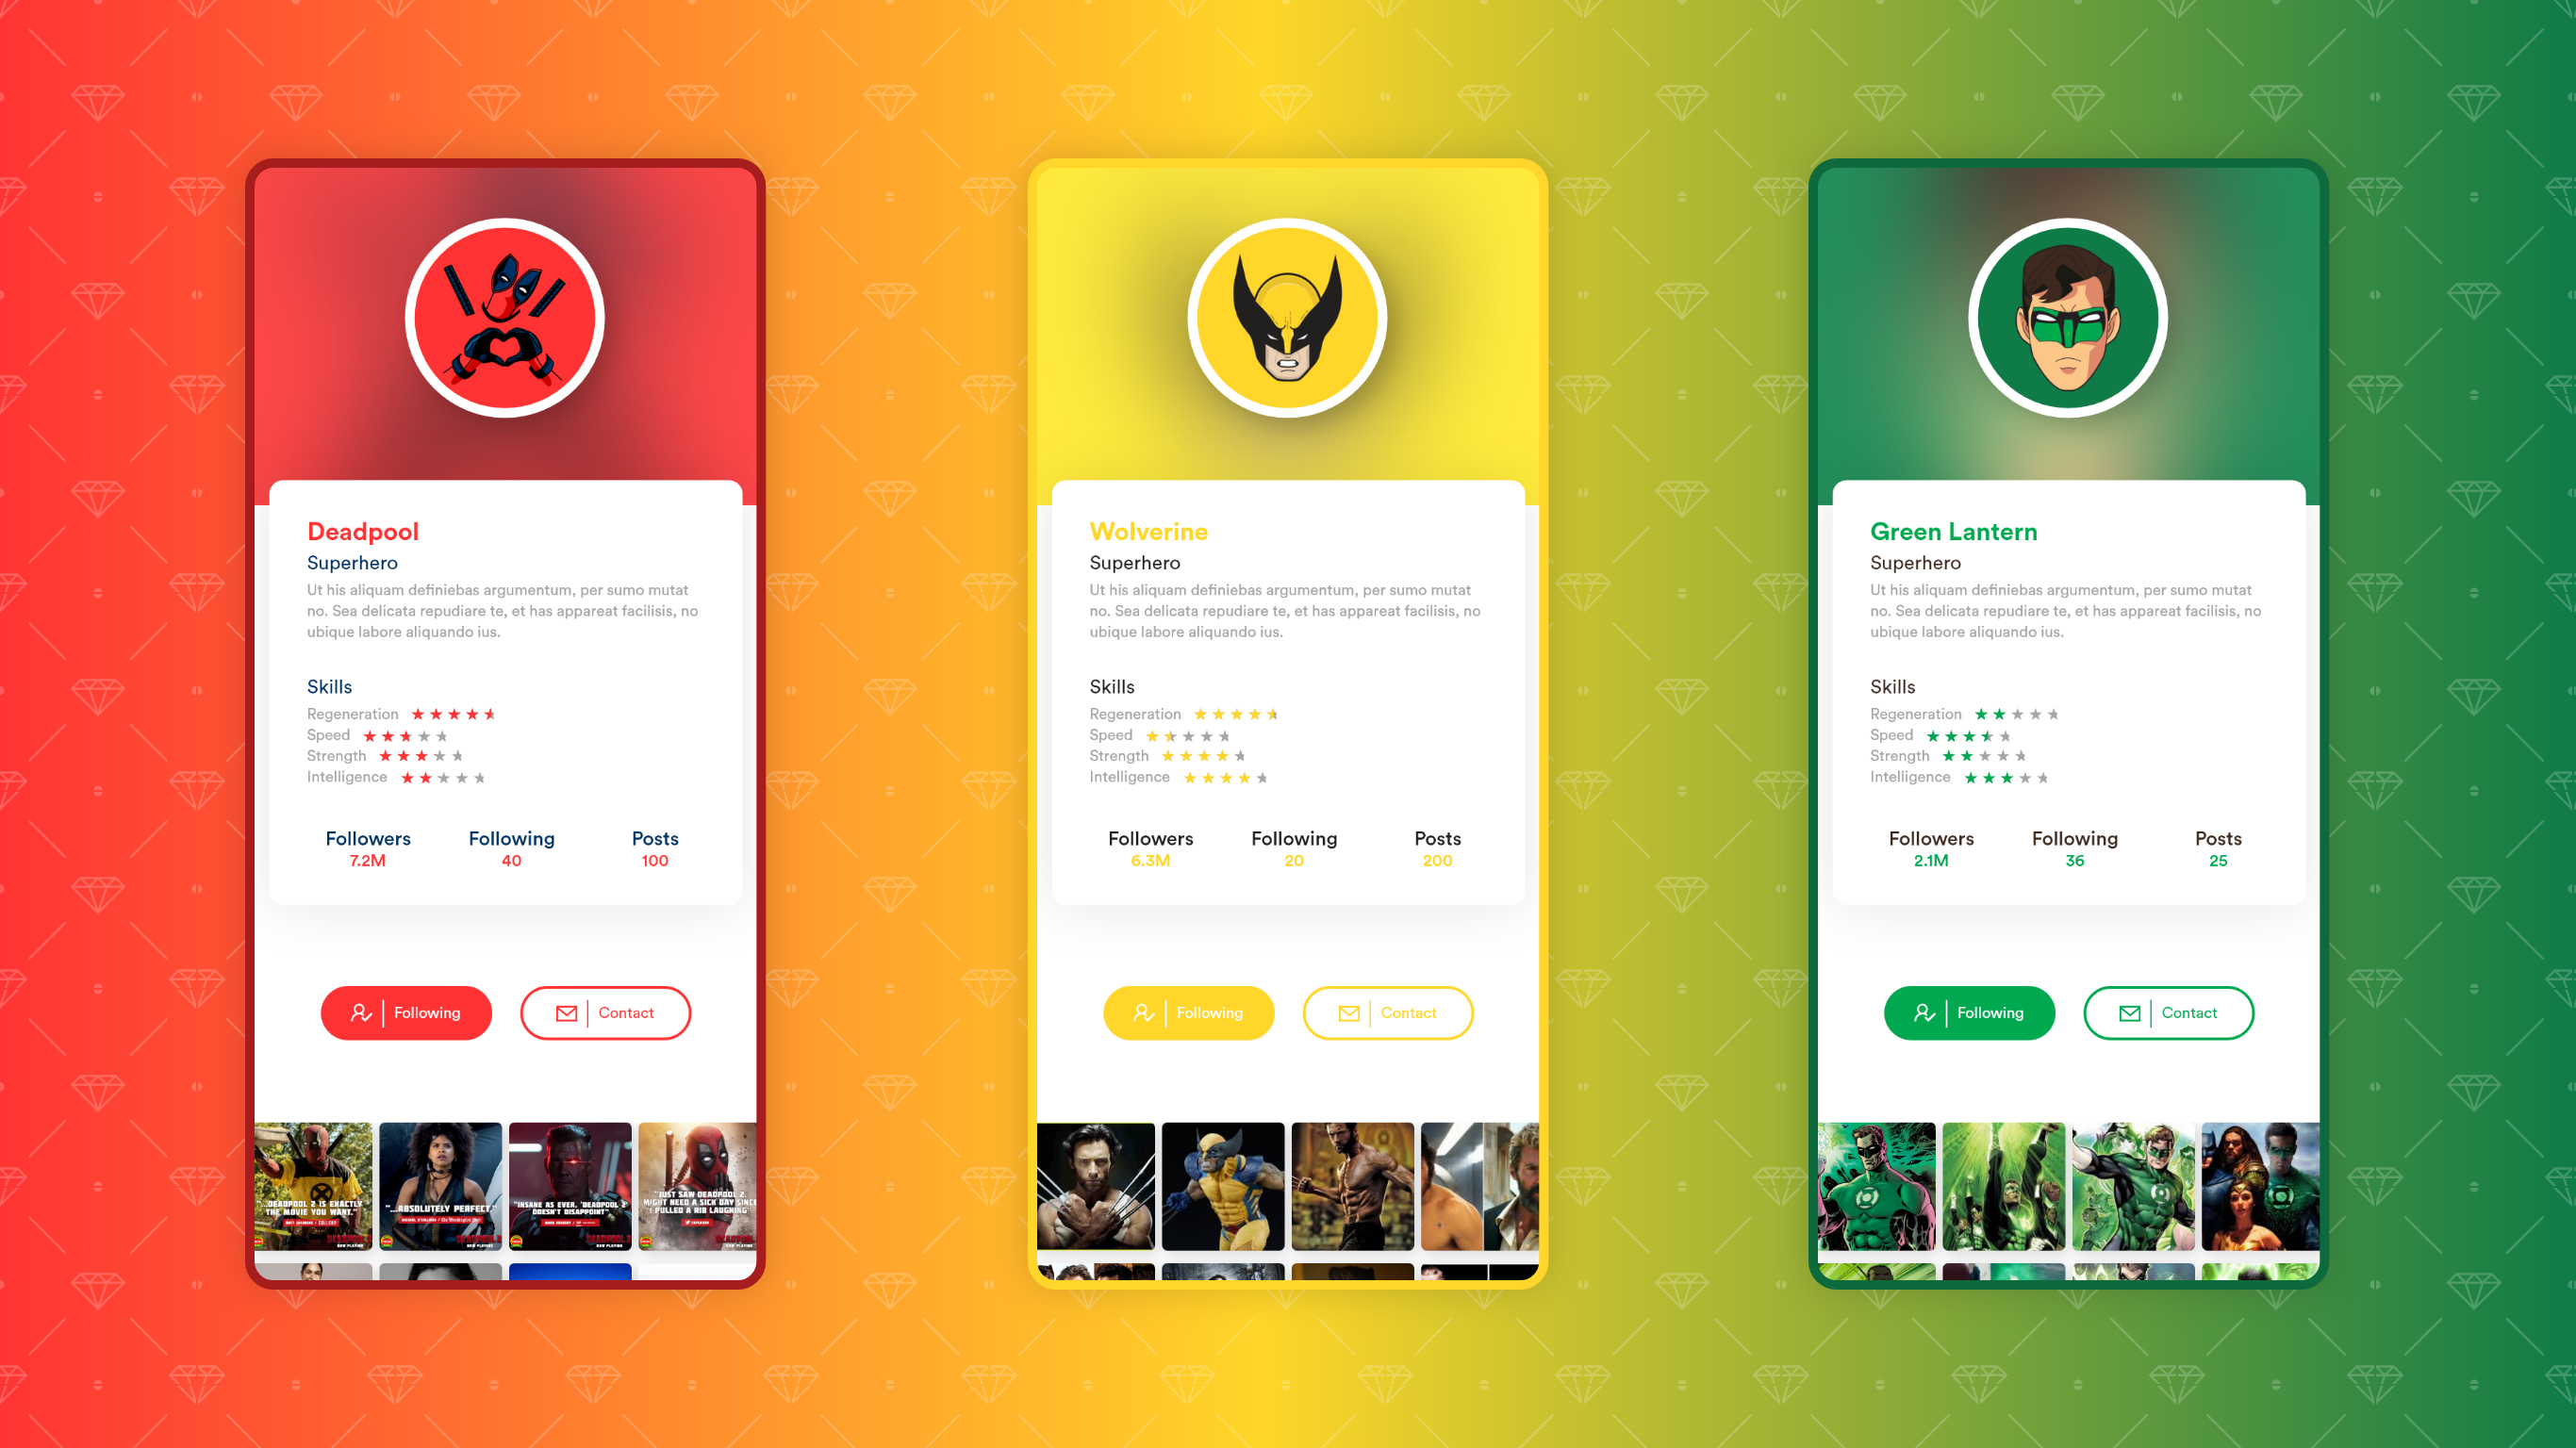 Deadpool
Superhero
Ut his aliquam definiebas argumentum, per sumo mutat
no. Sea delicata repudiare te, et has appareat facilisis, no
ubique labore aliquando ius.
Skills
Regeneration
Speed
Strength
Intelligence
Followers Following Posts
7.2M 40 100
Following Contact
"...DEADPOOL 2 IS EXACTLY
THE MOVIE YOU WANT."
"...ABSOLUTELY PERFECT."
"INSANE AS EVER, 'DEADPOOL 2'
DOESN'T DISAPPOINT"
"JUST SAW DEADPOOL 2.
MIGHT NEED A SICK DAY SINCE
I PULLED A RIB LAUGHING"
Wolverine
Superhero
Ut his aliquam definiebas argumentum, per sumo mutat
no. Sea delicata repudiare te, et has appareat facilisis, no
ubique labore aliquando ius.
Skills
Regeneration
Speed
Strength
Intelligence
Followers Following Posts
6.3M 20 200
Following Contact
Green Lantern
Superhero
Ut his aliquam definiebas argumentum, per sumo mutat
no. Sea delicata repudiare te, et has appareat facilisis, no
ubique labore aliquando ius.
Skills
Regeneration
Speed
Strength
Intelligence
Followers Following Posts
2.1M 36 25
Following Contact